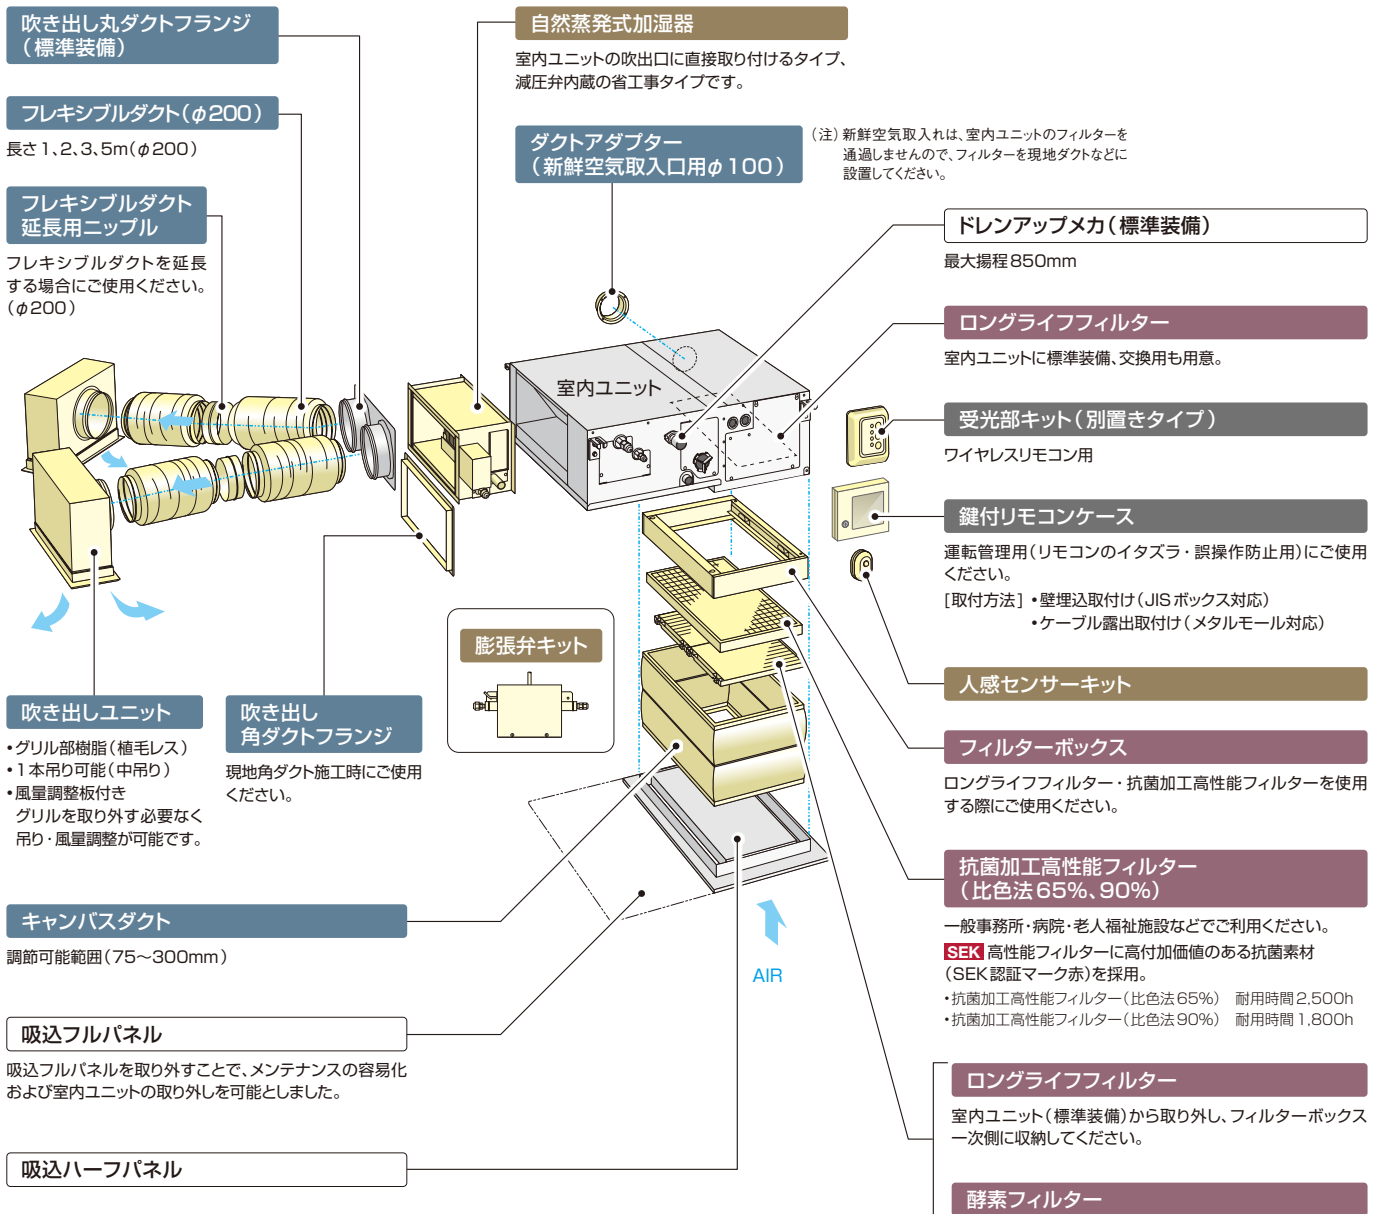 吹き出し丸ダクトフランジ
（標準装備）
フレキシブルダクト（φ200）
長さ1、2、3、5m（φ200）
フレキシブルダクト
延長用ニップル
フレキシブルダクトを延長
する場合にご使用ください。
（φ200）
自然蒸発式加湿器
室内ユニットの吹出口に直接取り付けるタイプ、
減圧弁内蔵の省工事タイプです。
ダクトアダプター
（新鮮空気取入口用φ100）
（注）新鮮空気取入れは、室内ユニットのフィルターを
通過しませんので、フィルターを現地ダクトなどに
設置してください。
室内ユニット
ドレンアップメカ（標準装備）
最大揚程850mm
ロングライフフィルター
室内ユニットに標準装備、交換用も用意。
受光部キット（別置きタイプ）
ワイヤレスリモコン用
鍵付リモコンケース
運転管理用（リモコンのイタズラ・誤操作防止用）にご使用
ください。
［取付方法］•壁埋込取付け（JISボックス対応）
•ケーブル露出取付け（メタルモール対応）
人感センサーキット
膨張弁キット
吹き出しユニット
•グリル部樹脂（植毛レス）
•1本吊り可能（中吊り）
•風量調整板付き
グリルを取り外す必要なく
吊り・風量調整が可能です。
吹き出し
角ダクトフランジ
現地角ダクト施工時にご使用
ください。
フィルターボックス
ロングライフフィルター・抗菌加工高性能フィルターを使用
する際にご使用ください。
抗菌加工高性能フィルター
（比色法65%、90%）
一般事務所・病院・老人福祉施設などでご利用ください。
SEK 高性能フィルターに高付加価値のある抗菌素材
（SEK認証マーク赤）を採用。
•抗菌加工高性能フィルター（比色法65%） 耐用時間2,500h
•抗菌加工高性能フィルター（比色法90%） 耐用時間1,800h
キャンバスダクト
調節可能範囲（75～300mm）
AIR
吸込フルパネル
吸込フルパネルを取り外すことで、メンテナンスの容易化
および室内ユニットの取り外しを可能としました。
吸込ハーフパネル
ロングライフフィルター
室内ユニット（標準装備）から取り外し、フィルターボックス
一次側に収納してください。
酵素フィルター